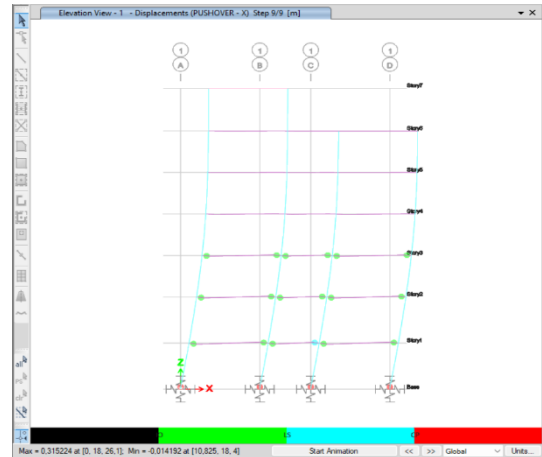 Elevation View - 1 - Displacements (PUSHOVER - X) Step 9/9 [m]
1 1 1 1
A B C D
Story7
Story6
Story5
Story4
Story3
Story2
Story1
Z
X
Base
all
IO LS CP
Max = 0,315224 at [0, 18, 26,1]; Min = -0,014192 at [10,825, 18, 4] Start Animation << >> Global Units...